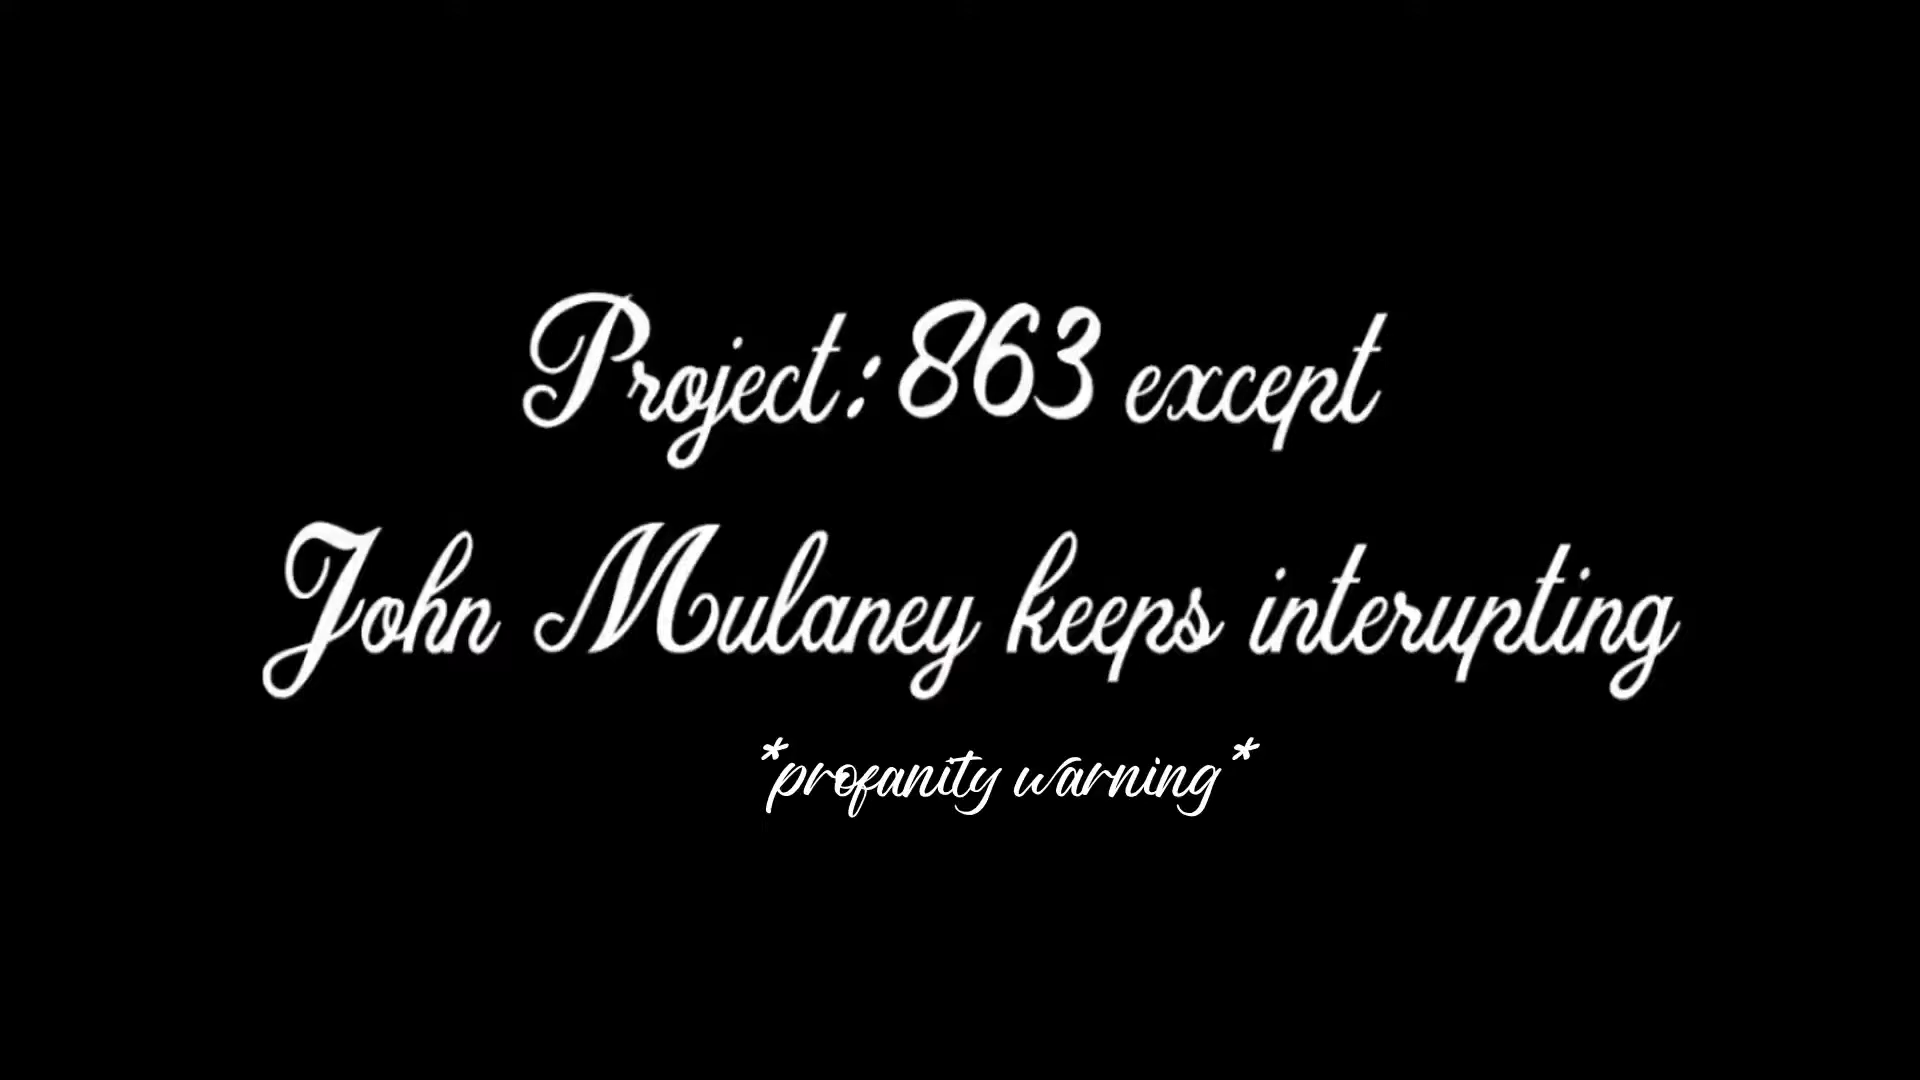 Project: 863 except
John Mulaney keeps interupting
*profanity warning*